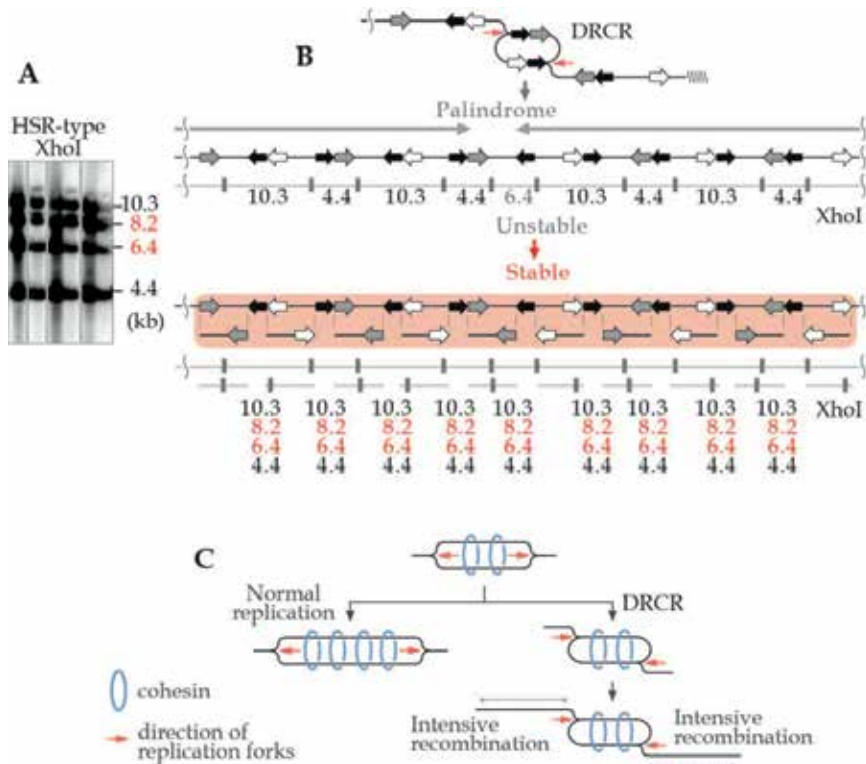 A
HSR-type
XhoI
10.3
8.2
6.4
4.4
(kb)
B
DRCR
Palindrome
10.3 4.4 10.3 4.4 6.4 10.3 4.4 10.3 4.4 XhoI
Unstable
Stable
10.3 10.3 10.3 10.3 10.3 10.3 10.3 10.3 10.3 XhoI
8.2 8.2 8.2 8.2 8.2 8.2 8.2 8.2 8.2
6.4 6.4 6.4 6.4 6.4 6.4 6.4 6.4 6.4
4.4 4.4 4.4 4.4 4.4 4.4 4.4 4.4 4.4
C
Normal
replication
DRCR
cohesin
direction of
replication forks
Intensive
recombination
Intensive
recombination